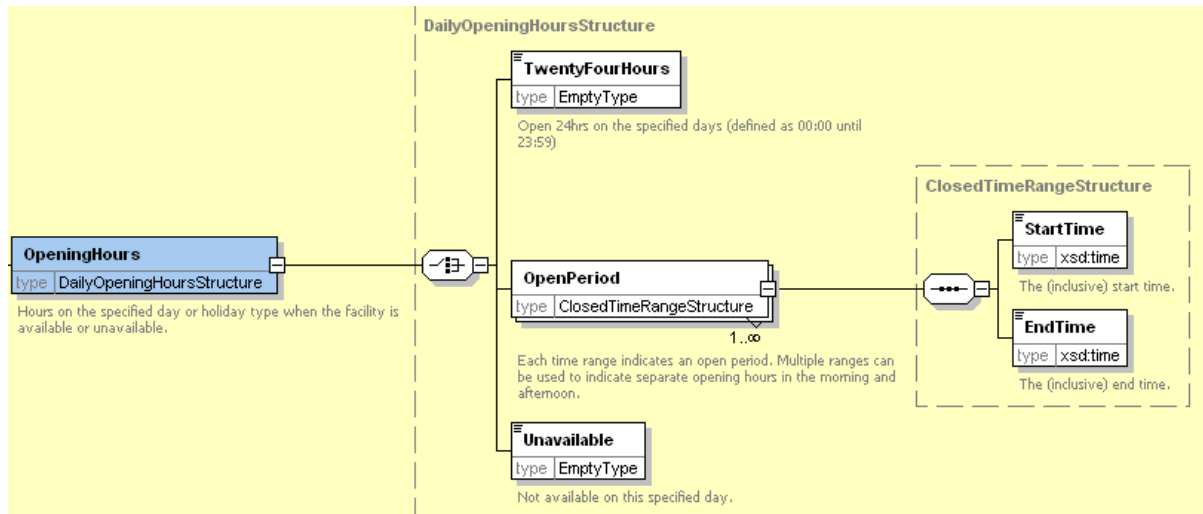 DailyOpeningHoursStructure
TwentyFourHours
type EmptyType
Open 24hrs on the specified days (defined as 00:00 until
23:59)
ClosedTimeRangeStructure
StartTime
type xsd:time
The (inclusive) start time.
OpeningHours
type DailyOpeningHoursStructure
Hours on the specified day or holiday type when the facility is
available or unavailable.
OpenPeriod
type ClosedTimeRangeStructure
1..∞
Each time range indicates an open period. Multiple ranges can
be used to indicate separate opening hours in the morning and
afternoon.
EndTime
type xsd:time
The (inclusive) end time.
Unavailable
type EmptyType
Not available on this specified day.